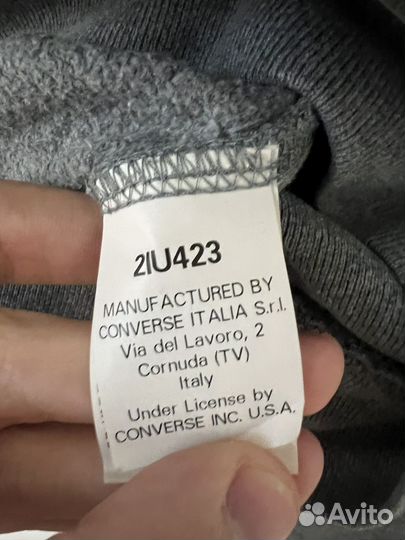 2IU423
MANUFACTURED BY
CONVERSE ITALIA S.r.l.
Via del Lavoro, 2
Cornuda (TV)
Italy
Under License by
CONVERSE INC. U.S.A.
Avito